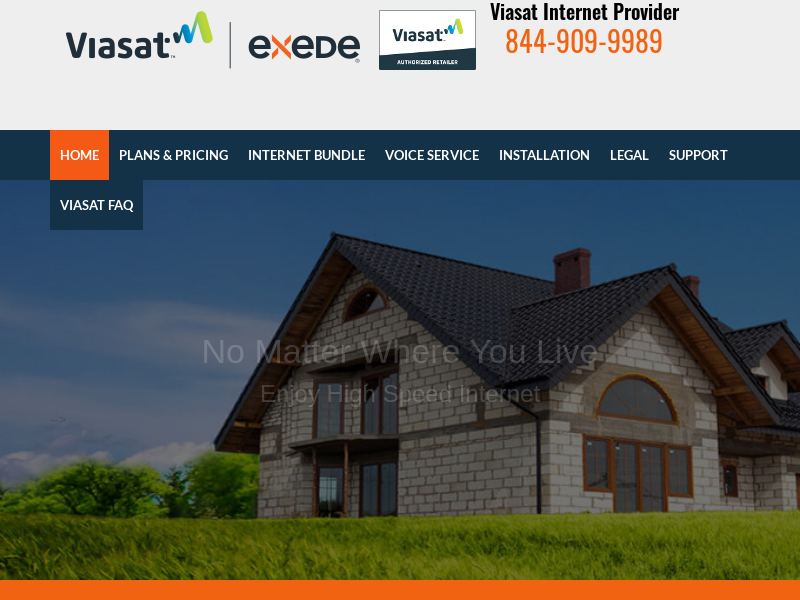 Viasat™ exede®
Viasat™
AUTHORIZED RETAILER
Viasat Internet Provider
844-909-9989
HOME PLANS & PRICING INTERNET BUNDLE VOICE SERVICE INSTALLATION LEGAL SUPPORT
VIASAT FAQ
No Matter Where You Live
Enjoy High Speed Internet